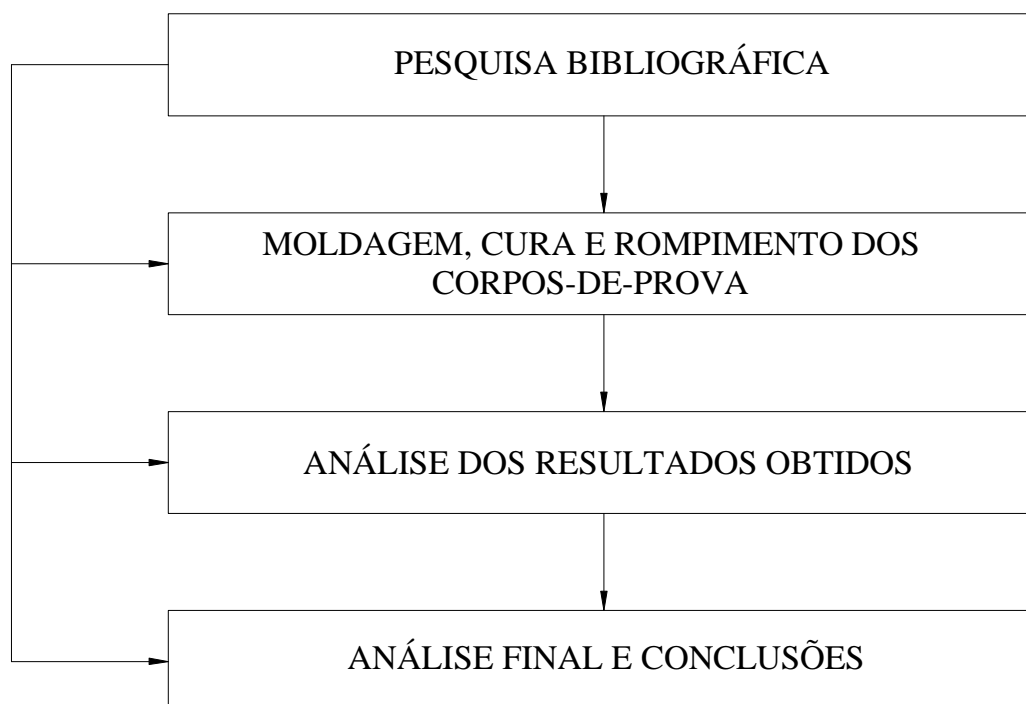 PESQUISA BIBLIOGRÁFICA
MOLDAGEM, CURA E ROMPIMENTO DOS
CORPOS-DE-PROVA
ANÁLISE DOS RESULTADOS OBTIDOS
ANÁLISE FINAL E CONCLUSÕES